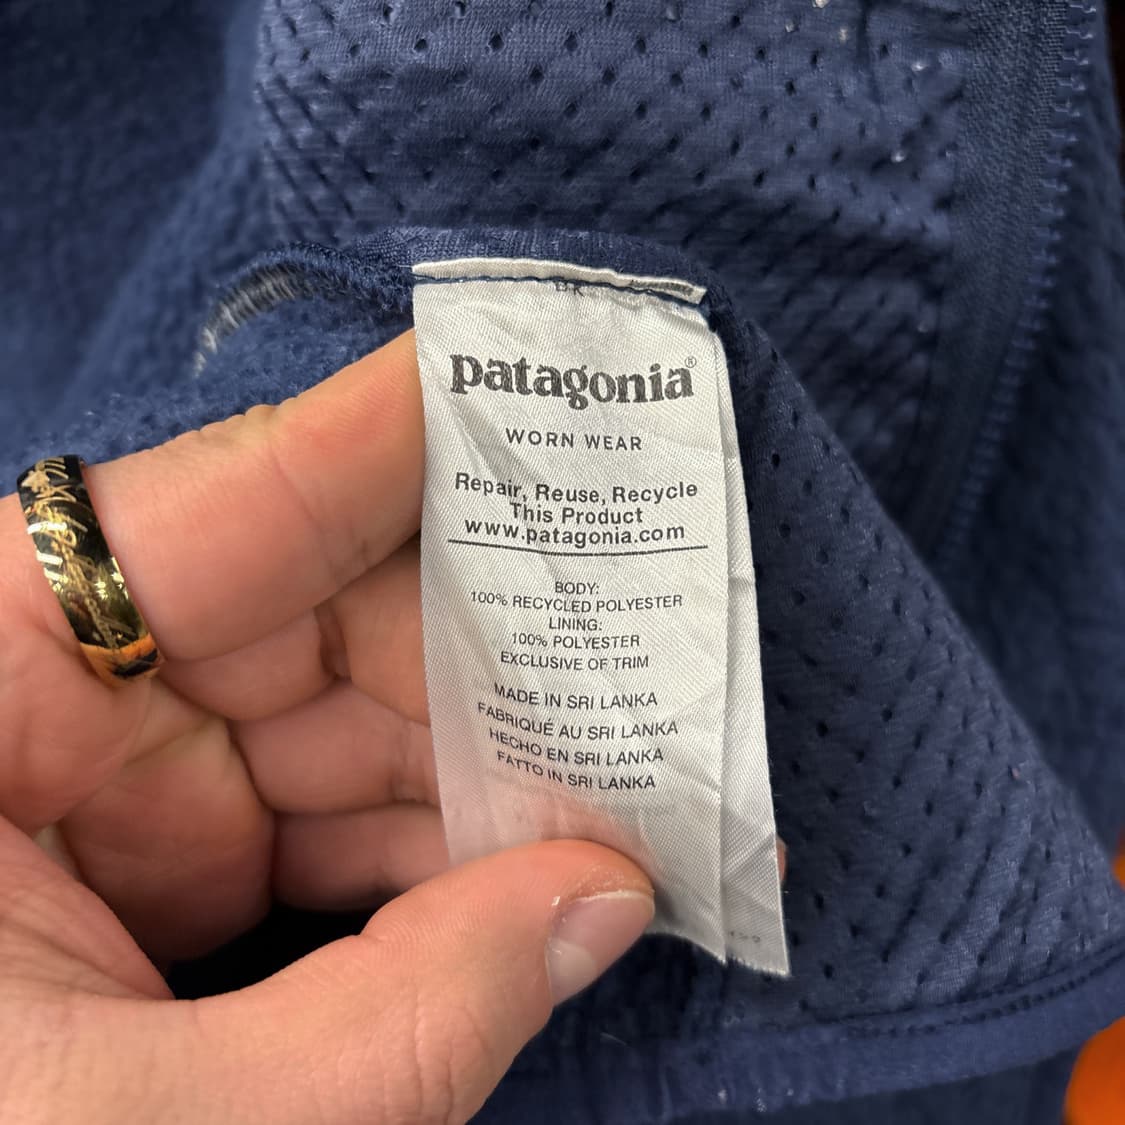 patagonia®
WORN WEAR
Repair, Reuse, Recycle
This Product
www.patagonia.com
BODY:
100% RECYCLED POLYESTER
LINING:
100% POLYESTER
EXCLUSIVE OF TRIM
MADE IN SRI LANKA
FABRIQUÉ AU SRI LANKA
HECHO EN SRI LANKA
FATTO IN SRI LANKA